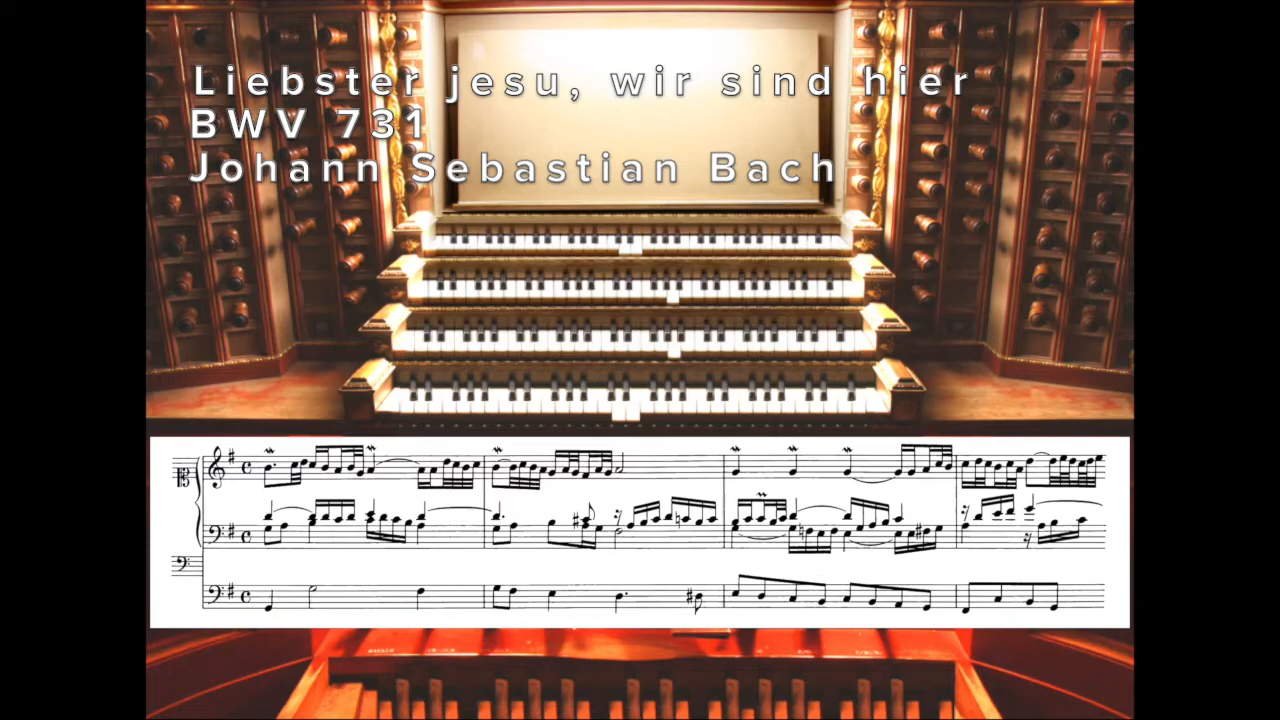 Liebster jesu, wir sind hier
BWV 731
Johann Sebastian Bach